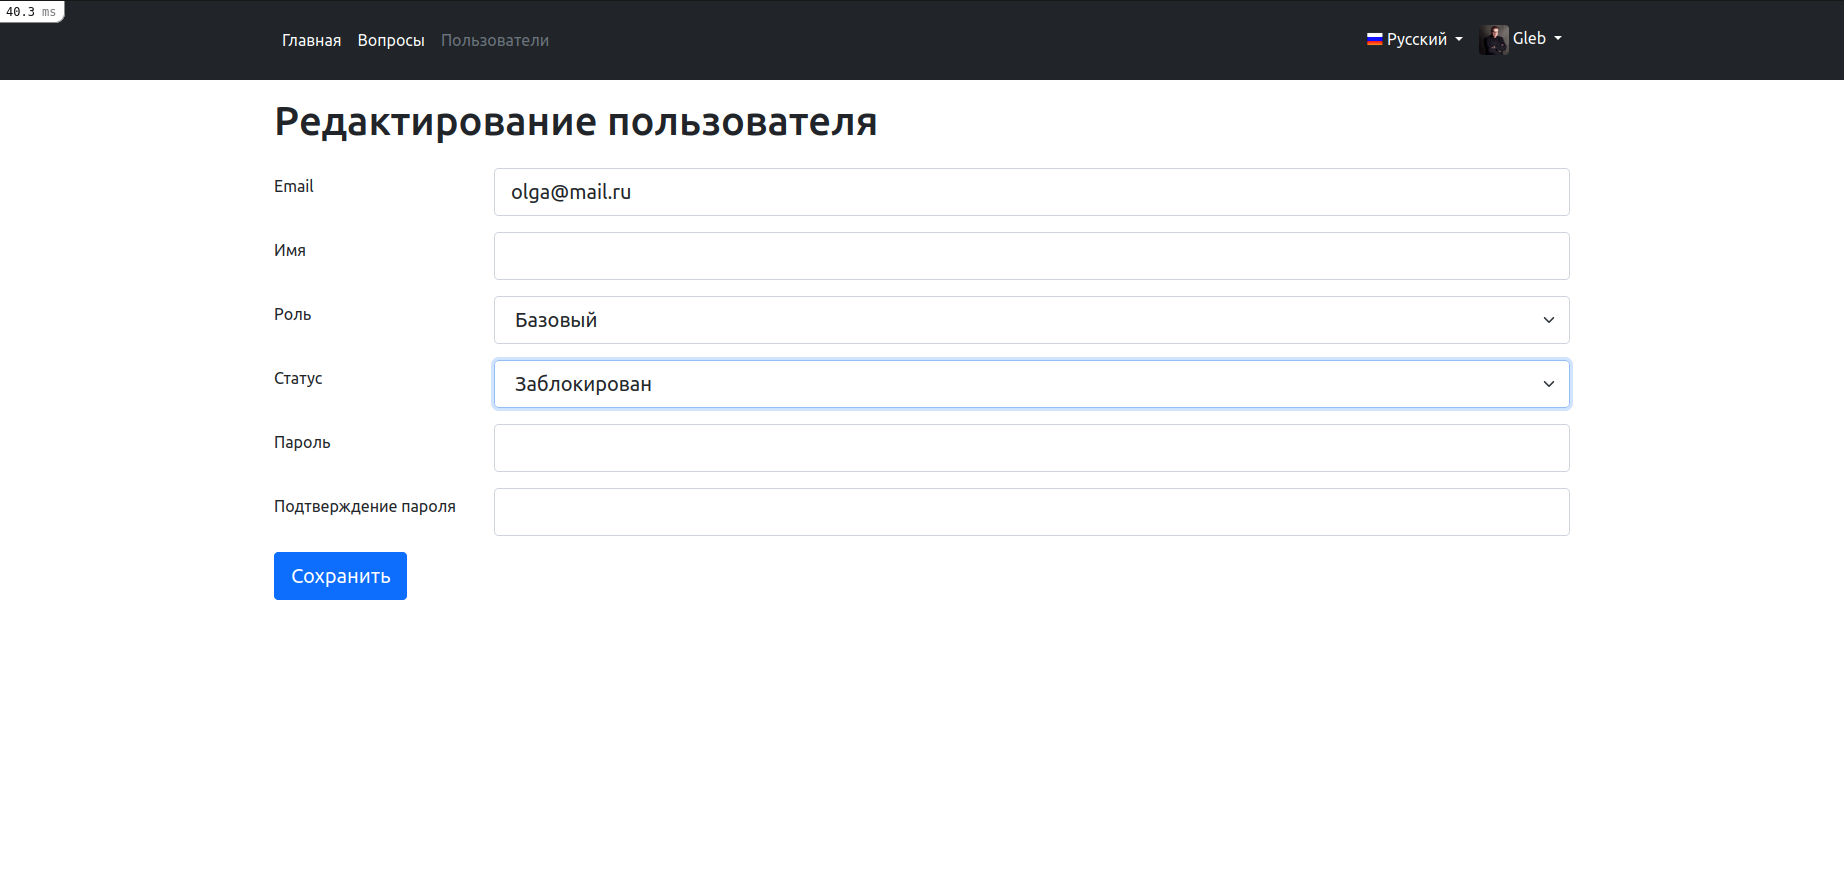 40.3 ms
Главная Вопросы Пользователи Русский Gleb
Редактирование пользователя
Email olga@mail.ru
Имя
Роль Базовый
Статус Заблокирован
Пароль
Подтверждение пароля
Сохранить